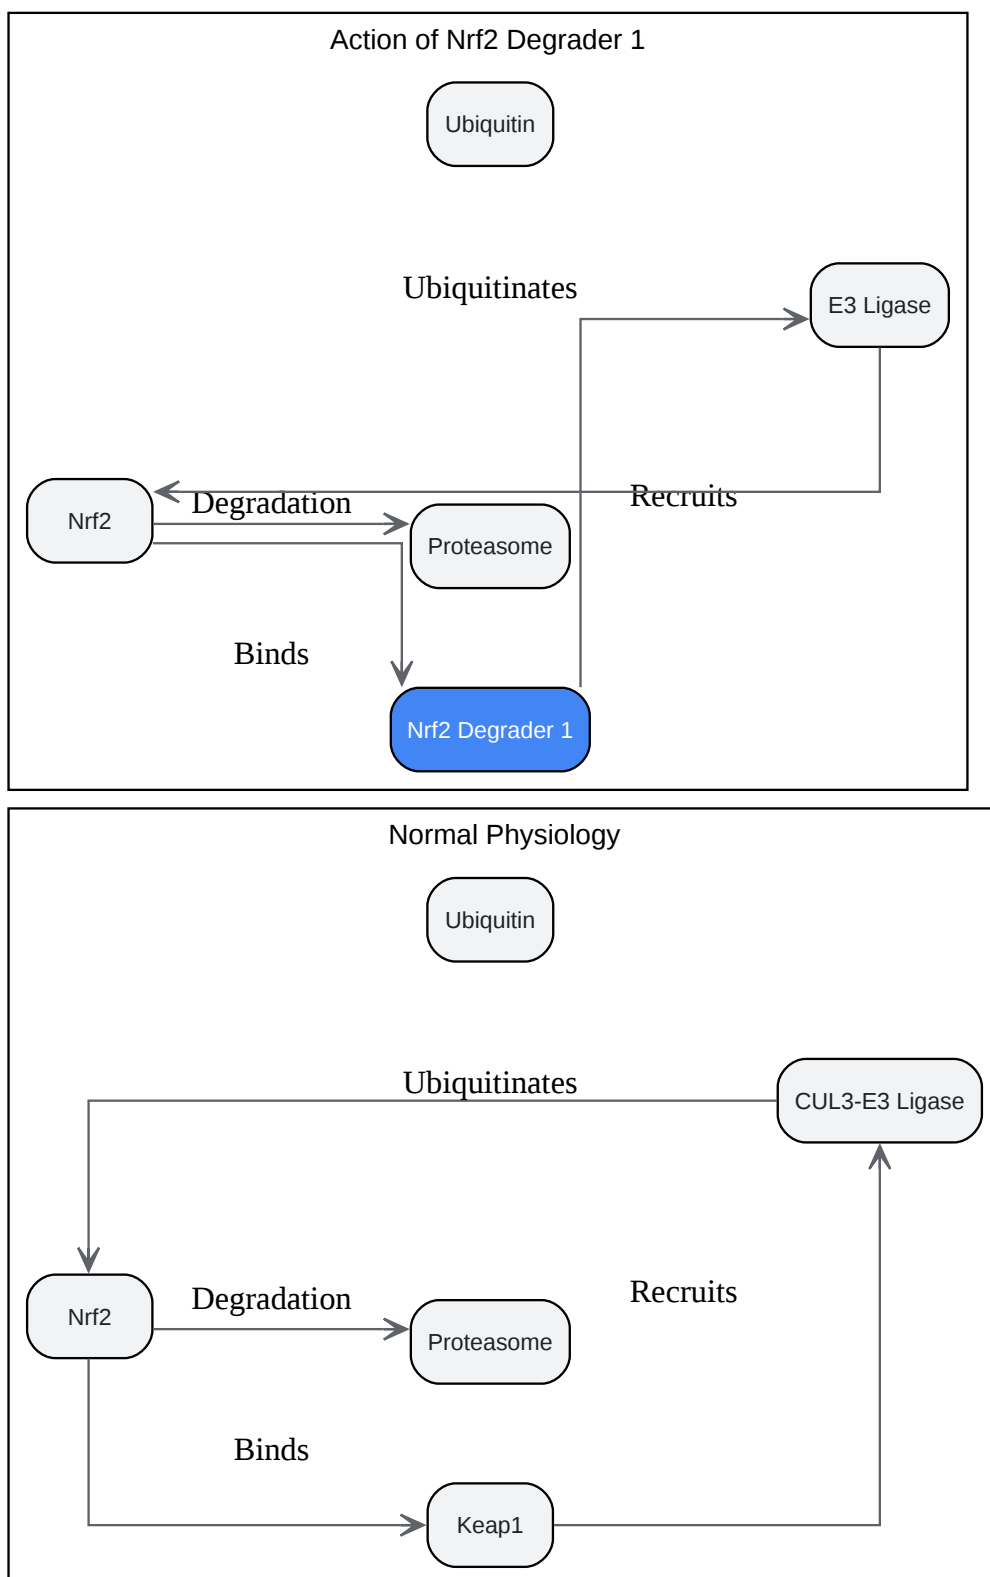 Action of Nrf2 Degrader 1
Ubiquitin
Ubiquitinates
E3 Ligase
Nrf2
Degradation
Recruits
Proteasome
Binds
Nrf2 Degrader 1
Normal Physiology
Ubiquitin
Ubiquitinates
CUL3-E3 Ligase
Nrf2
Degradation
Recruits
Proteasome
Binds
Keap1